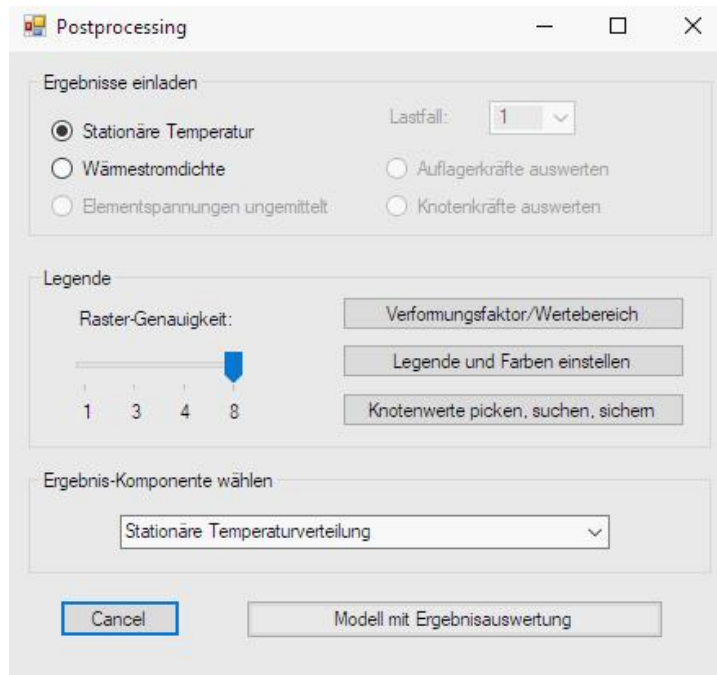 Postprocessing
Ergebnisse einladen
Stationäre Temperatur
Lastfall: 1
Wärmestromdichte
Auflagerkräfte auswerten
Elementspannungen ungemittelt
Knotenkräfte auswerten
Legende
Raster-Genauigkeit:
Verformungsfaktor/Wertebereich
Legende und Farben einstellen
1 3 4 8
Knotenwerte picken, suchen, sichern
Ergebnis-Komponente wählen
Stationäre Temperaturverteilung
Cancel
Modell mit Ergebnisauswertung